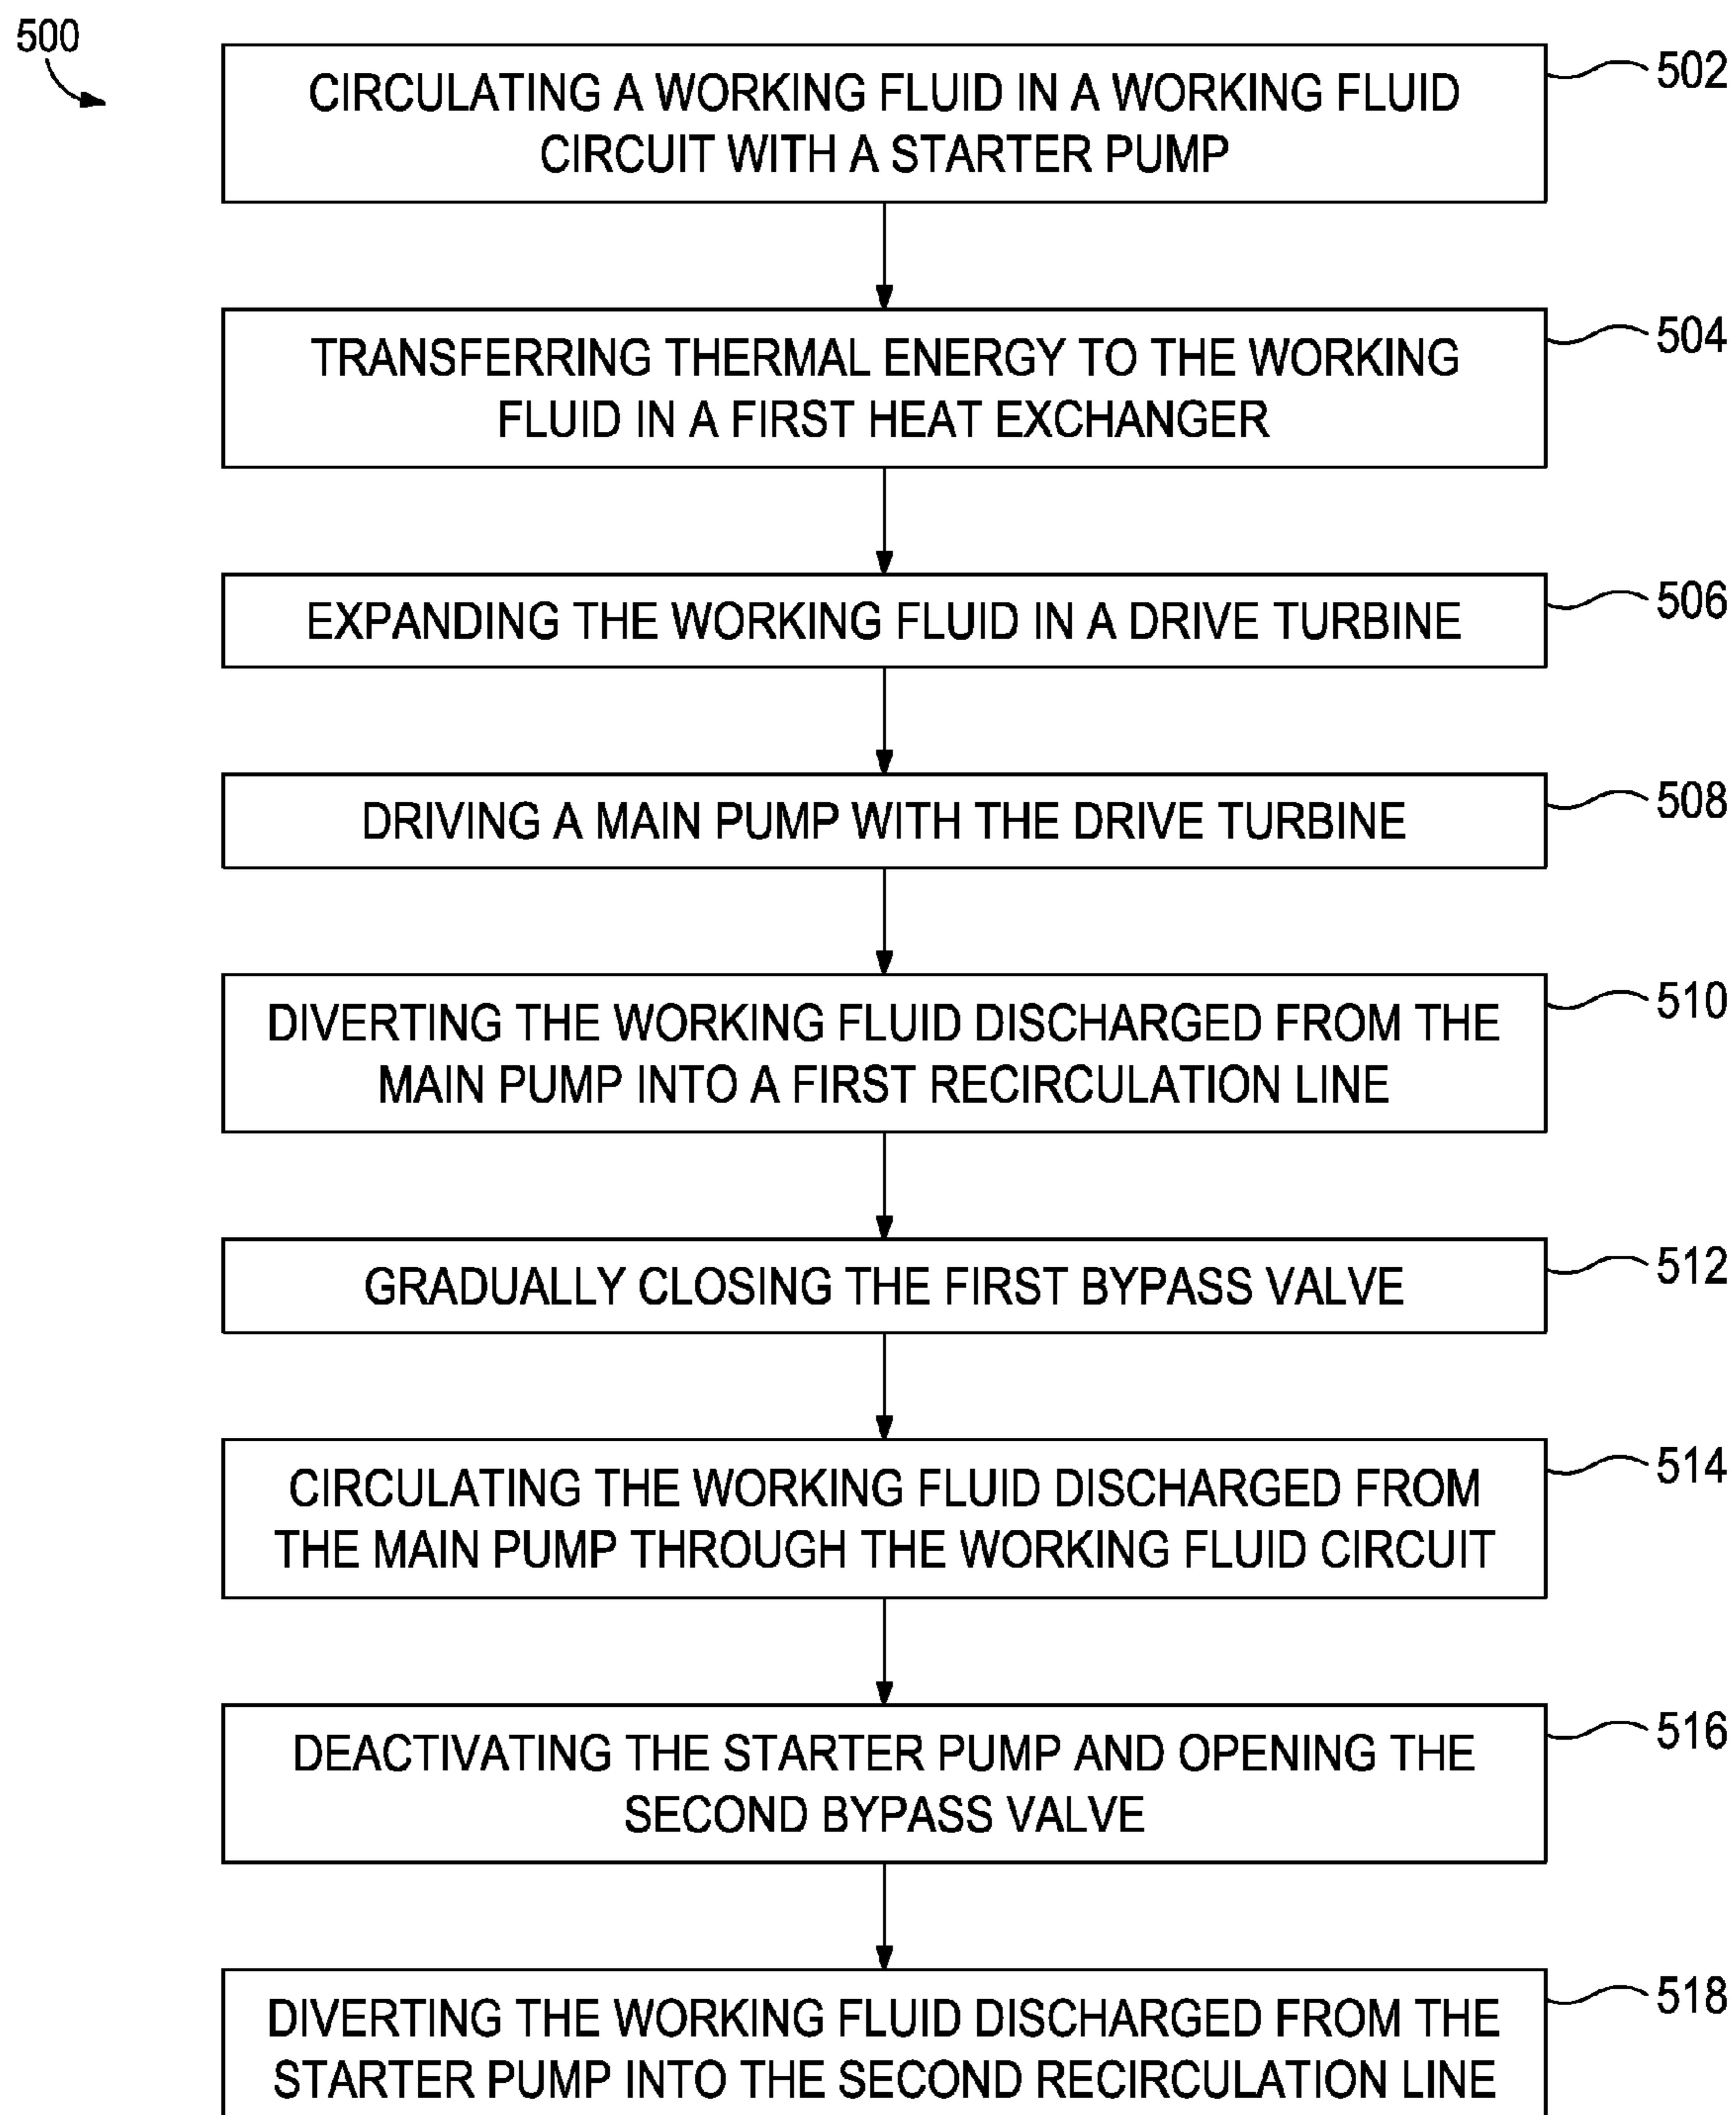 500
CIRCULATING A WORKING FLUID IN A WORKING FLUID
CIRCUIT WITH A STARTER PUMP
502
TRANSFERRING THERMAL ENERGY TO THE WORKING
FLUID IN A FIRST HEAT EXCHANGER
504
EXPANDING THE WORKING FLUID IN A DRIVE TURBINE
506
DRIVING A MAIN PUMP WITH THE DRIVE TURBINE
508
DIVERTING THE WORKING FLUID DISCHARGED FROM THE
MAIN PUMP INTO A FIRST RECIRCULATION LINE
510
GRADUALLY CLOSING THE FIRST BYPASS VALVE
512
CIRCULATING THE WORKING FLUID DISCHARGED FROM
THE MAIN PUMP THROUGH THE WORKING FLUID CIRCUIT
514
DEACTIVATING THE STARTER PUMP AND OPENING THE
SECOND BYPASS VALVE
516
DIVERTING THE WORKING FLUID DISCHARGED FROM THE
STARTER PUMP INTO THE SECOND RECIRCULATION LINE
518